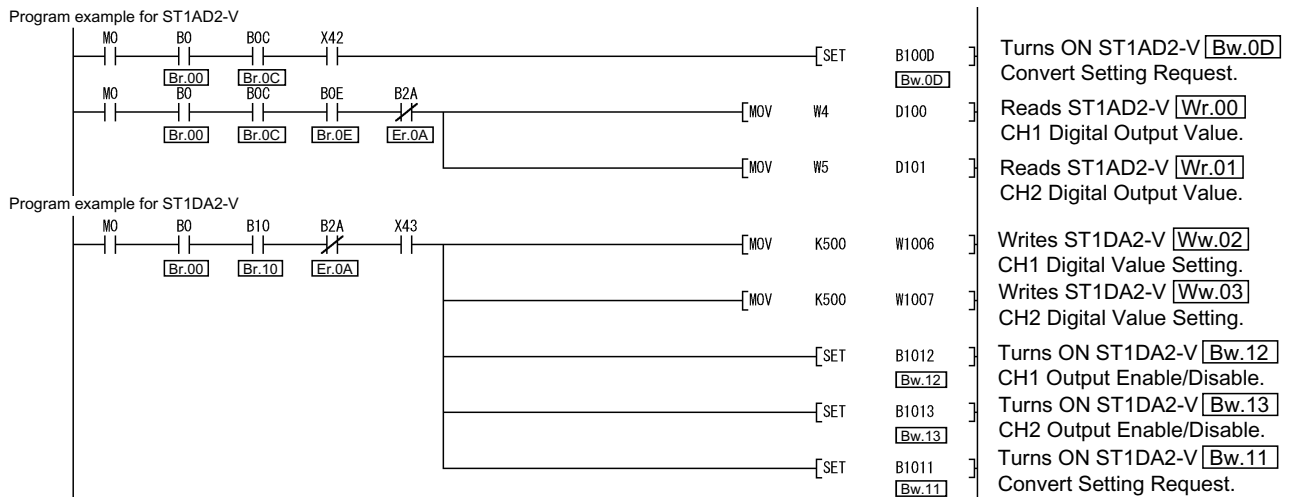 Program example for ST1AD2-V
M0 B0 B0C X42
[SET B100D ]
Br.00 Br.0C Bw.0D
Turns ON ST1AD2-V Bw.0D
Convert Setting Request.
M0 B0 B0C B0E B2A
[MOV W4 D100 ]
Br.00 Br.0C Br.0E Er.0A
Reads ST1AD2-V Wr.00
CH1 Digital Output Value.
[MOV W5 D101 ]
Reads ST1AD2-V Wr.01
CH2 Digital Output Value.
Program example for ST1DA2-V
M0 B0 B10 B2A X43
[MOV K500 W1006 ]
Br.00 Br.10 Er.0A
Writes ST1DA2-V Ww.02
CH1 Digital Value Setting.
[MOV K500 W1007 ]
Writes ST1DA2-V Ww.03
CH2 Digital Value Setting.
[SET B1012 ]
Bw.12
Turns ON ST1DA2-V Bw.12
CH1 Output Enable/Disable.
[SET B1013 ]
Bw.13
Turns ON ST1DA2-V Bw.13
CH2 Output Enable/Disable.
[SET B1011 ]
Bw.11
Turns ON ST1DA2-V Bw.11
Convert Setting Request.